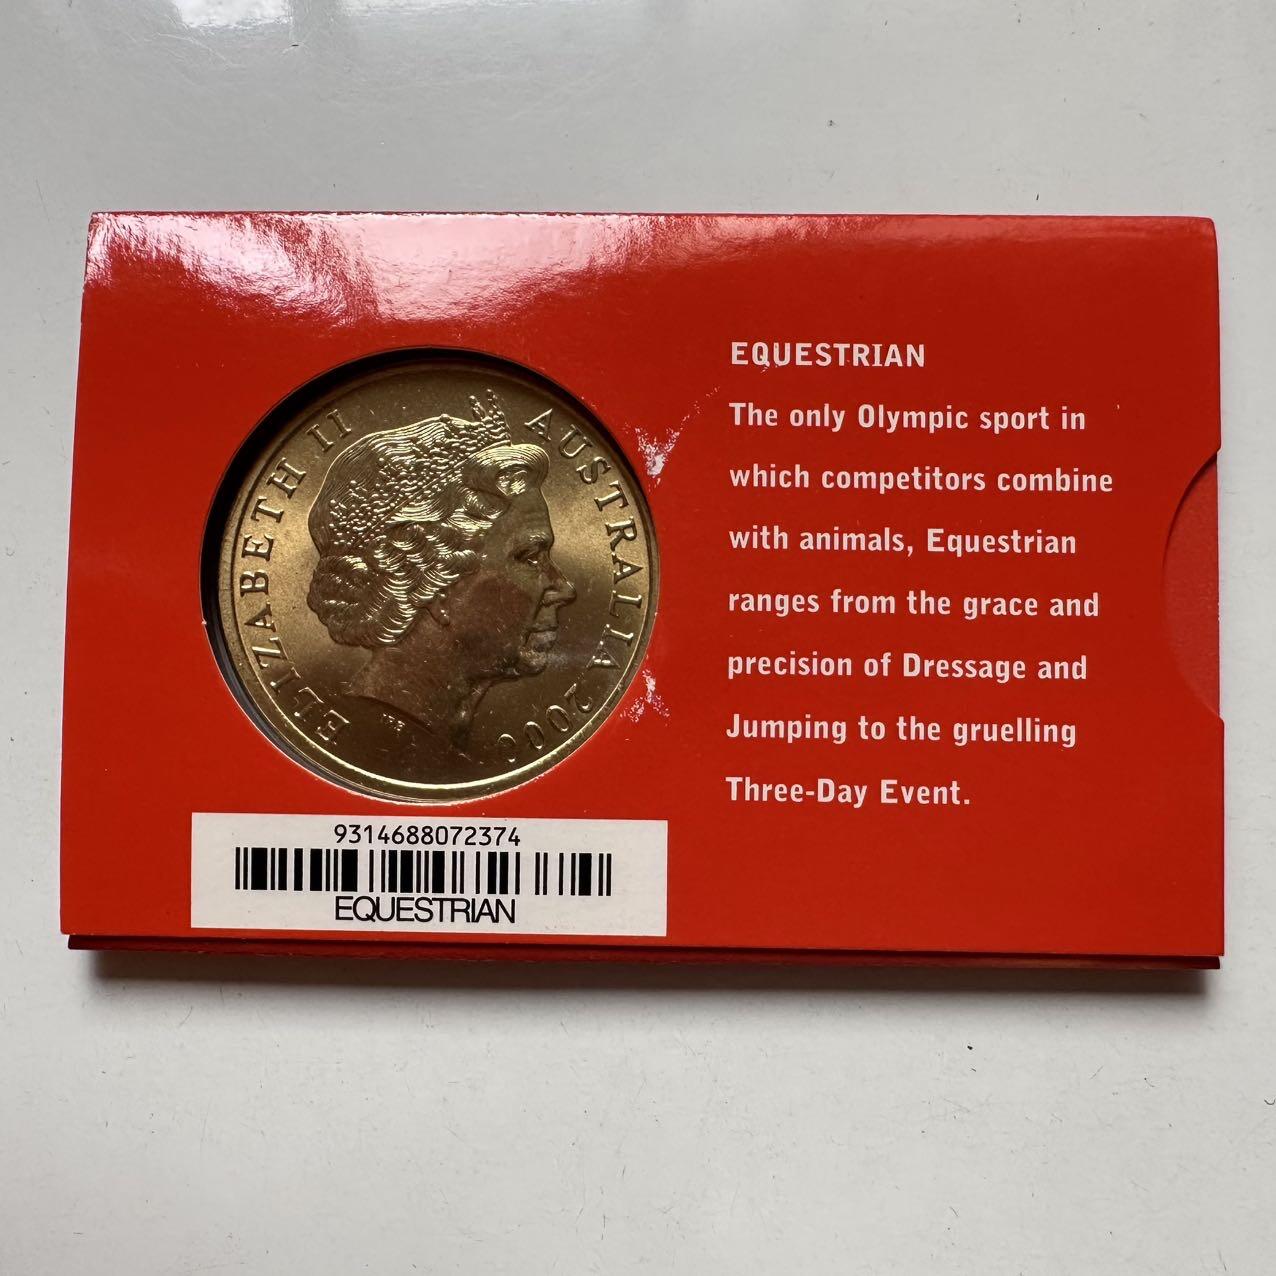 ELIZABETH II AUSTRALIA 2000
IRB
EQUESTRIAN
The only Olympic sport in
which competitors combine
with animals, Equestrian
ranges from the grace and
precision of Dressage and
Jumping to the gruelling
Three-Day Event.
9314688072374
EQUESTRIAN